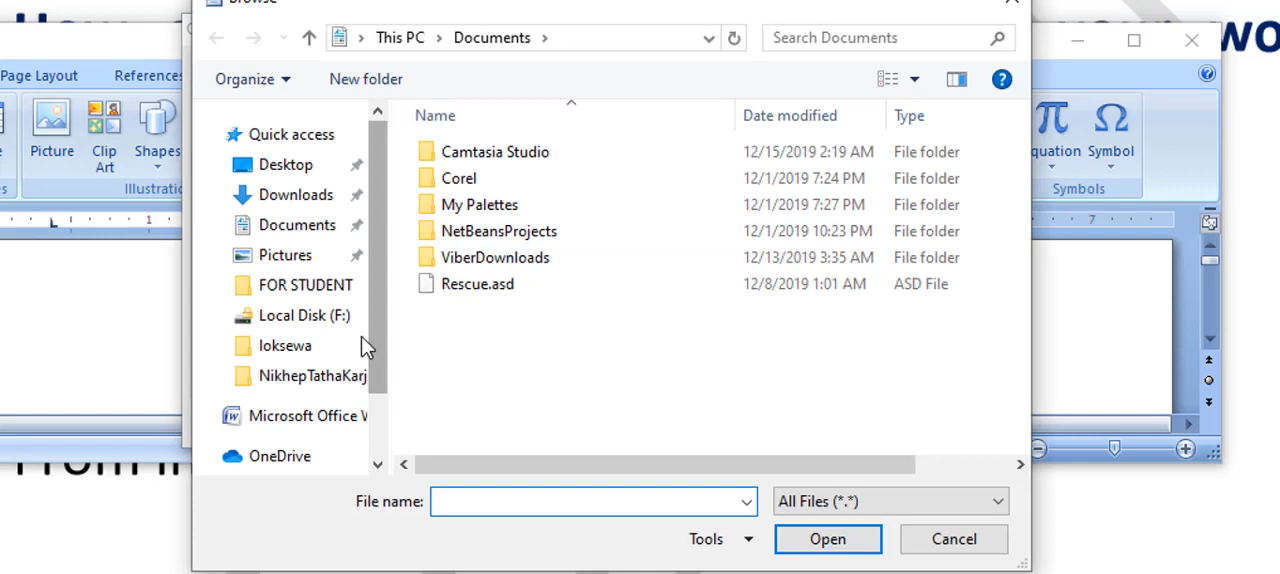 Browse
This PC > Documents >
Search Documents
Organize
New folder
Page Layout
References
Picture
Clip
Art
Shapes
Illustratic
Quick access
Desktop
Downloads
Documents
Pictures
FOR STUDENT
Local Disk (F:)
loksewa
NikhepTathaKarj
Microsoft Office W
OneDrive
Name
Date modified
Type
Camtasia Studio
12/15/2019 2:19 AM
File folder
Corel
12/1/2019 7:24 PM
File folder
My Palettes
12/1/2019 7:27 PM
File folder
NetBeansProjects
12/1/2019 10:23 PM
File folder
ViberDownloads
12/13/2019 3:35 AM
File folder
Rescue.asd
12/8/2019 1:01 AM
ASD File
quation
Symbol
Symbols
1
7
File name:
All Files (*.*)
Tools
Open
Cancel